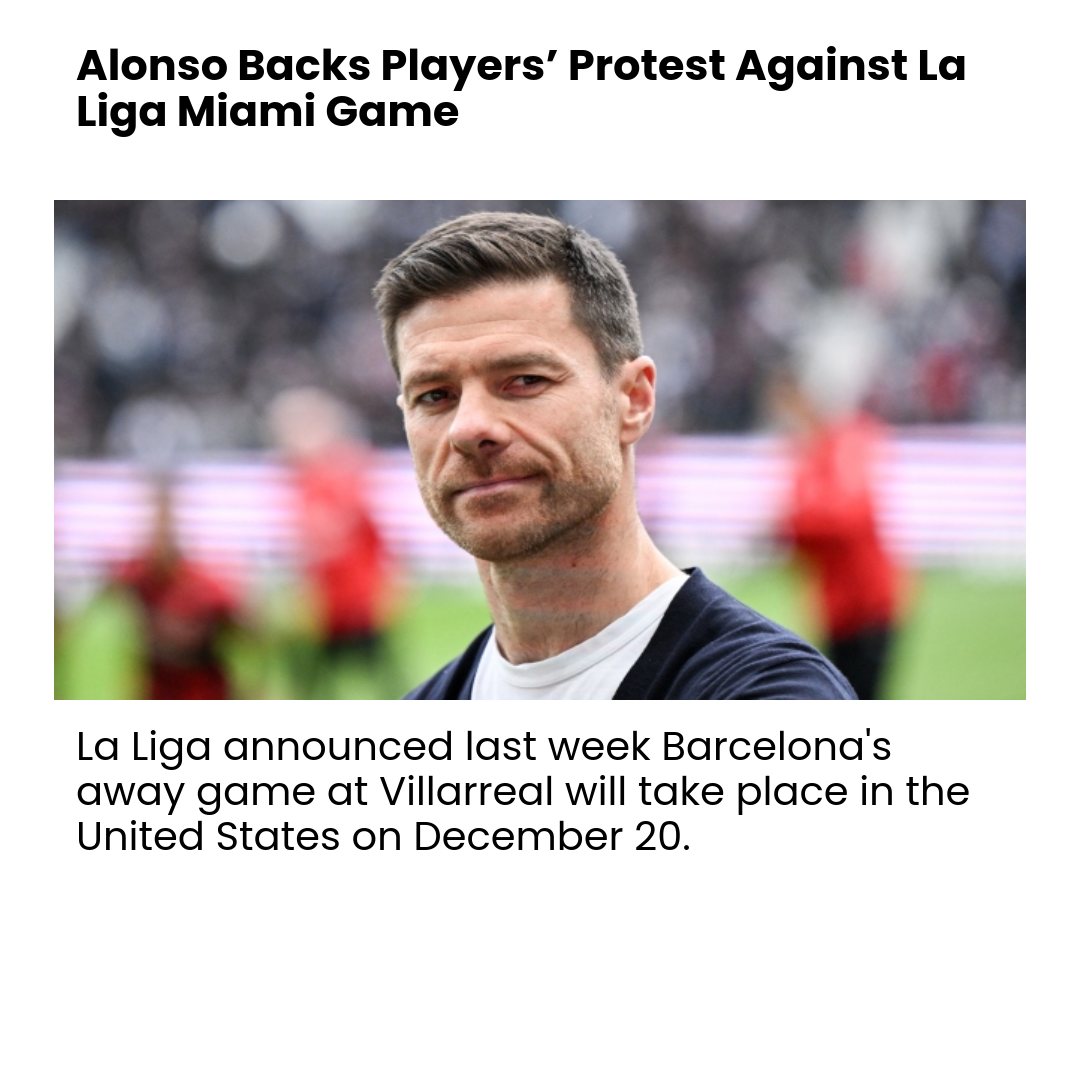 Alonso Backs Players’ Protest Against La
Liga Miami Game
La Liga announced last week Barcelona's
away game at Villarreal will take place in the
United States on December 20.